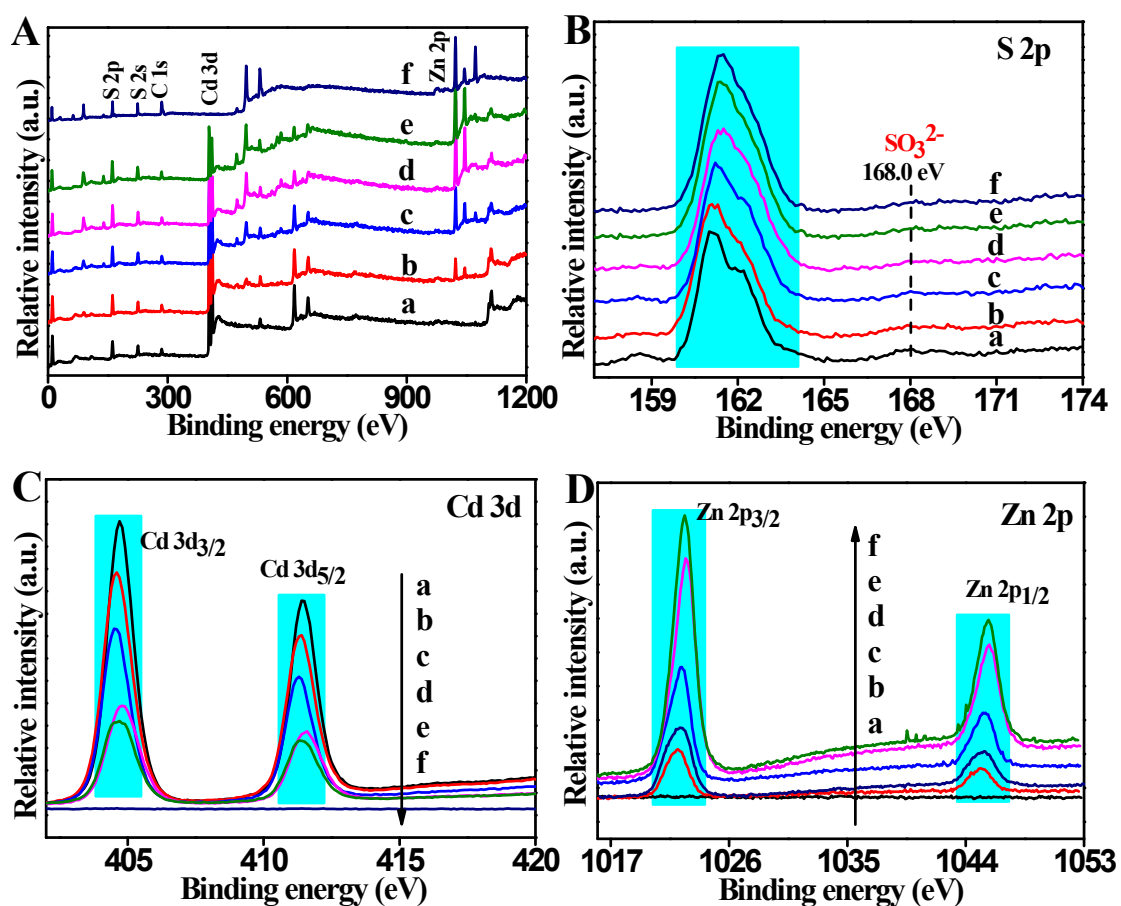 A
S 2p
S 2s
C 1s
Cd 3d
Zn 2p
f
e
d
c
b
a
Relative intensity (a.u.)
0 300 600 900 1200
Binding energy (eV)
B
S 2p
SO₃²⁻
168.0 eV
f
e
d
c
b
a
Relative intensity (a.u.)
159 162 165 168 171 174
Binding energy (eV)
C
Cd 3d
Cd 3d3/2
Cd 3d5/2
a
b
c
d
e
f
Relative intensity (a.u.)
405 410 415 420
Binding energy (eV)
D
Zn 2p
Zn 2p3/2
Zn 2p1/2
f
e
d
c
b
a
Relative intensity (a.u.)
1017 1026 1035 1044 1053
Binding energy (eV)